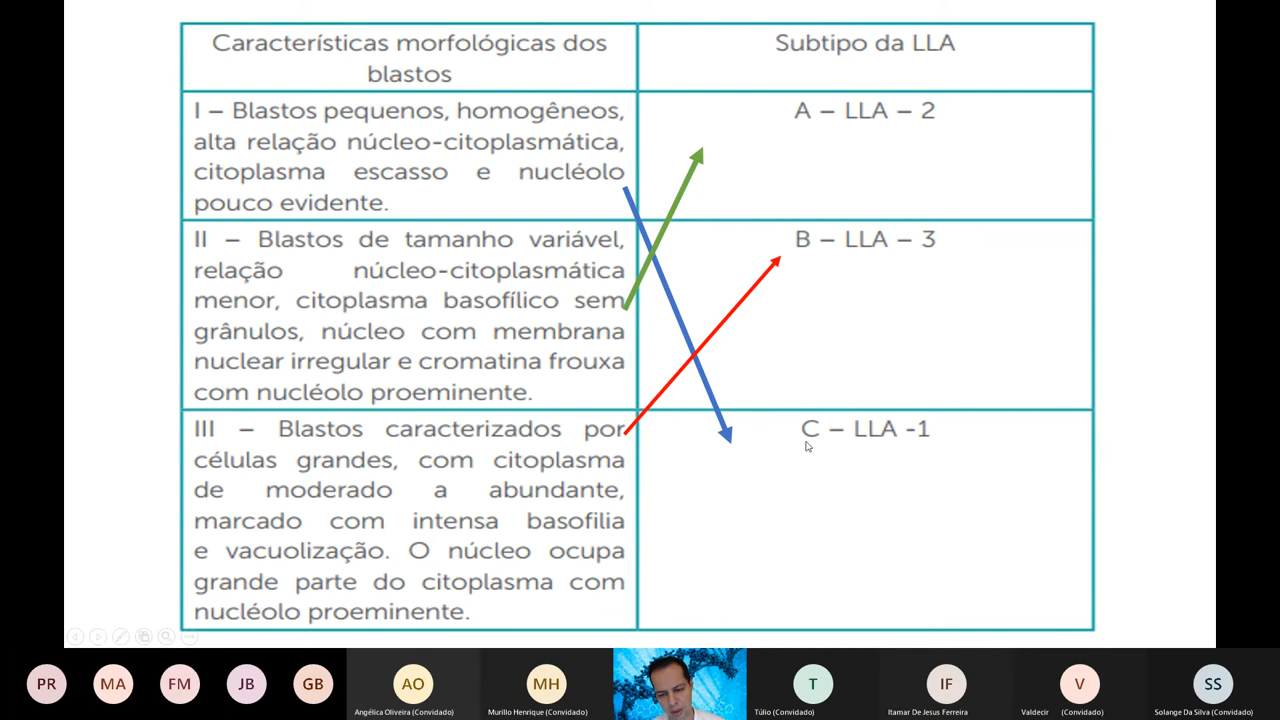 Características morfológicas dos
blastos
Subtipo da LLA
I – Blastos pequenos, homogêneos,
alta relação núcleo-citoplasmática,
citoplasma escasso e nucléolo
pouco evidente.
A – LLA – 2
II – Blastos de tamanho variável,
relação núcleo-citoplasmática
menor, citoplasma basofílico sem
grânulos, núcleo com membrana
nuclear irregular e cromatina frouxa
com nucléolo proeminente.
B – LLA – 3
III – Blastos caracterizados por
células grandes, com citoplasma
de moderado a abundante,
marcado com intensa basofilia
e vacuolização. O núcleo ocupa
grande parte do citoplasma com
nucléolo proeminente.
C – LLA -1
PR
MA
FM
JB
GB
AO
MH
T
IF
V
SS
Angélica Oliveira (Convidado)
Murillo Henrique (Convidado)
Túlio (Convidado)
Itamar De Jesus Ferreira
Valdecir (Convidado)
Solange Da Silva (Convidado)